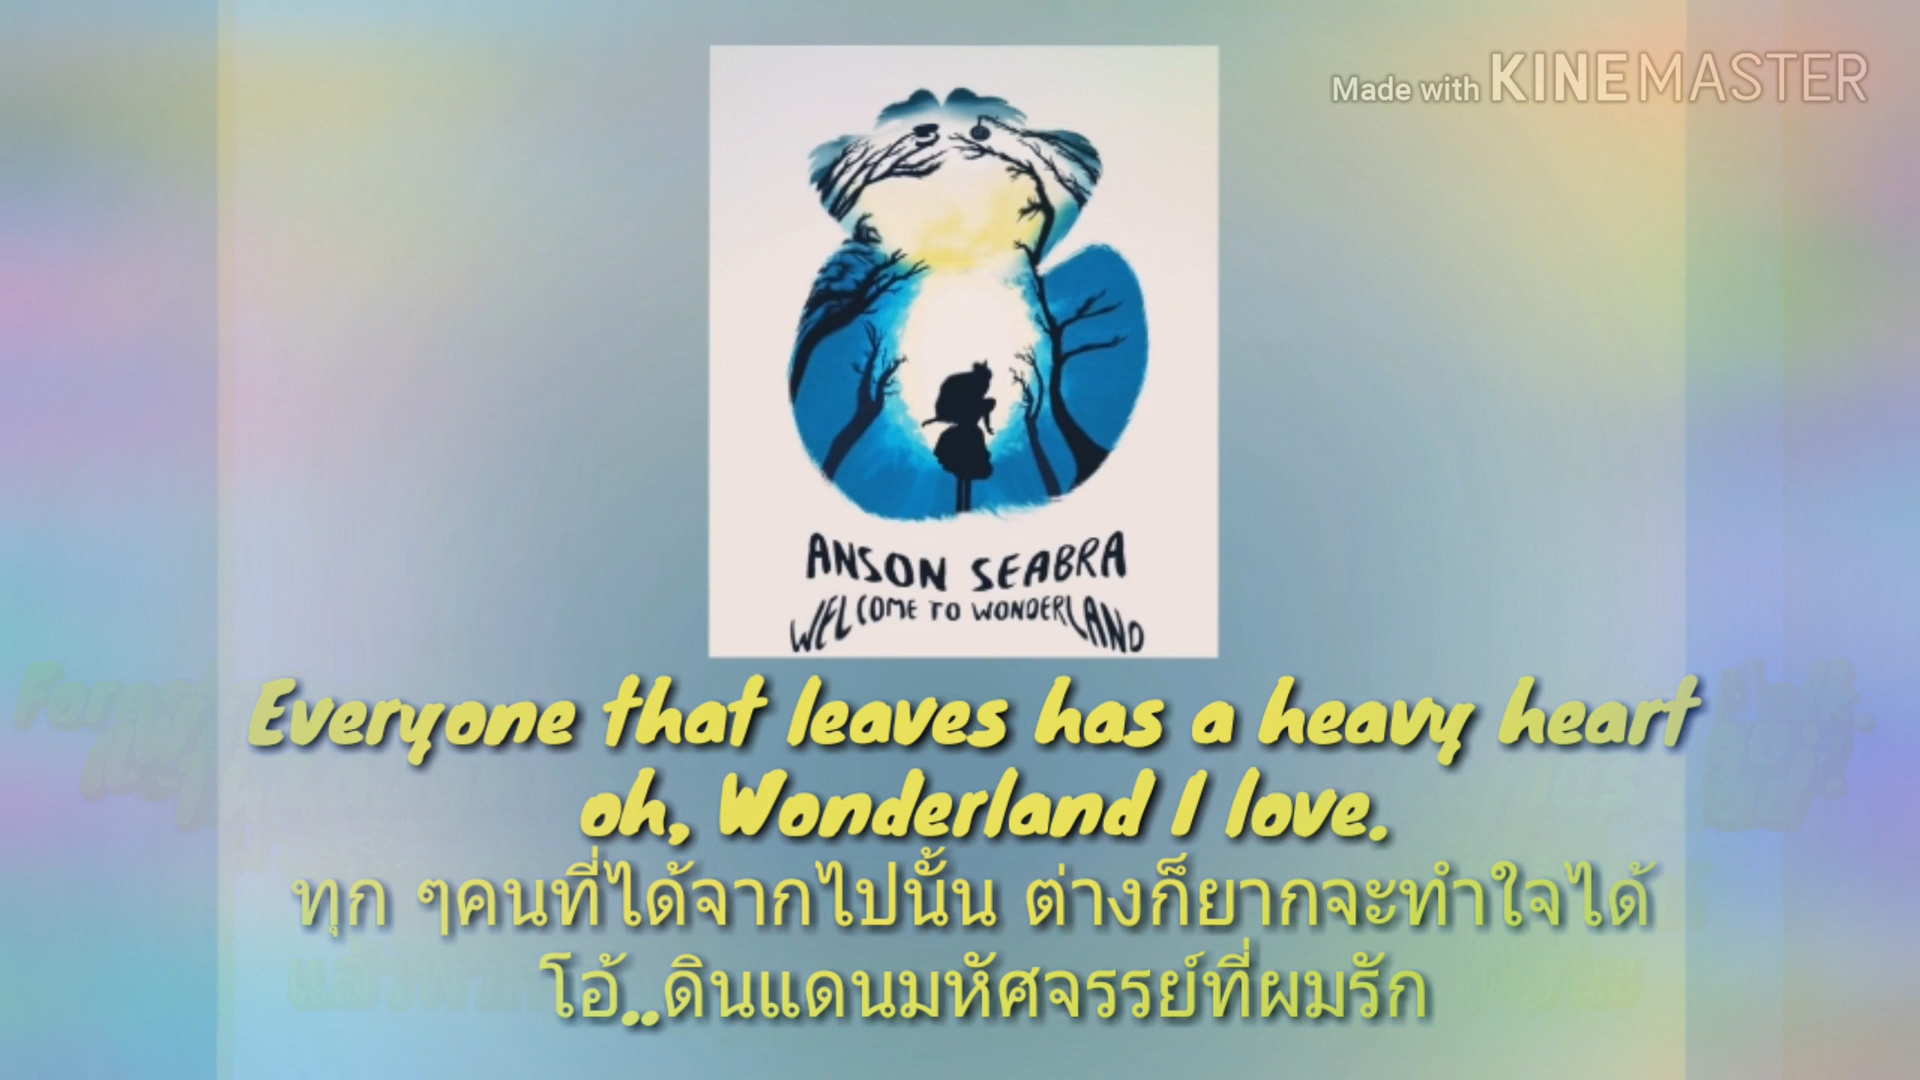 Made with KINEMASTER
ANSON SEABRA
WELCOME TO WONDERLAND
Everyone that leaves has a heavy heart
oh, Wonderland I love.
ทุก ๆคนที่ได้จากไปนั้น ต่างก็ยากจะทำใจได้
โอ้..ดินแดนมหัศจรรย์ที่ผมรัก